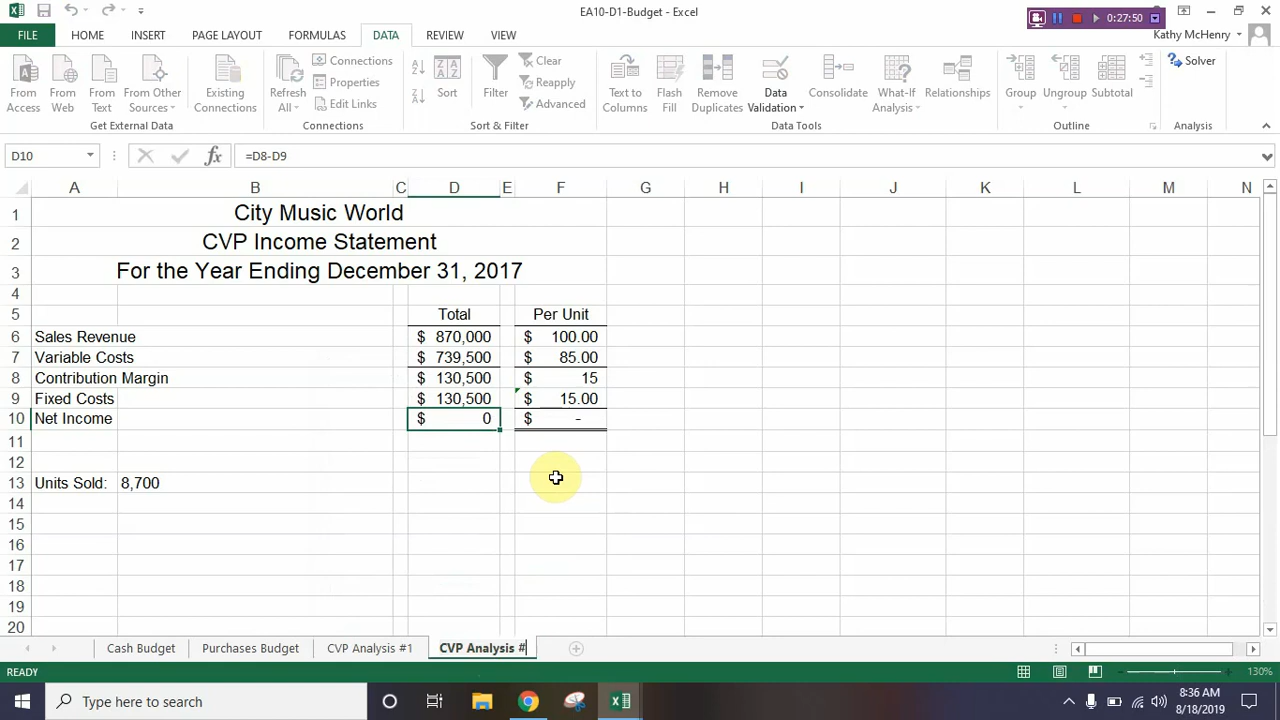 EA10-D1-Budget - Excel
0:27:50
FILE HOME INSERT PAGE LAYOUT FORMULAS DATA REVIEW VIEW
Kathy McHenry
From Access
From Web
From Text
From Other Sources
Existing Connections
Refresh All
Connections
Properties
Edit Links
Sort
Filter
Clear
Reapply
Advanced
Text to Columns
Flash Fill
Remove Duplicates
Data Validation
Consolidate
What-If Analysis
Relationships
Group
Ungroup
Subtotal
Solver
Get External Data Connections Sort & Filter Data Tools Outline Analysis
D10 fx =D8-D9
A B C D E F G H I J K L M N
1 City Music World
2 CVP Income Statement
3 For the Year Ending December 31, 2017
4
5 Total Per Unit
6 Sales Revenue $ 870,000 $ 100.00
7 Variable Costs $ 739,500 $ 85.00
8 Contribution Margin $ 130,500 $ 15
9 Fixed Costs $ 130,500 $ 15.00
10 Net Income $ 0 $ -
11
12
13 Units Sold: 8,700
14
15
16
17
18
19
20
Cash Budget Purchases Budget CVP Analysis #1 CVP Analysis #
READY 130%
Type here to search
8:36 AM
8/18/2019